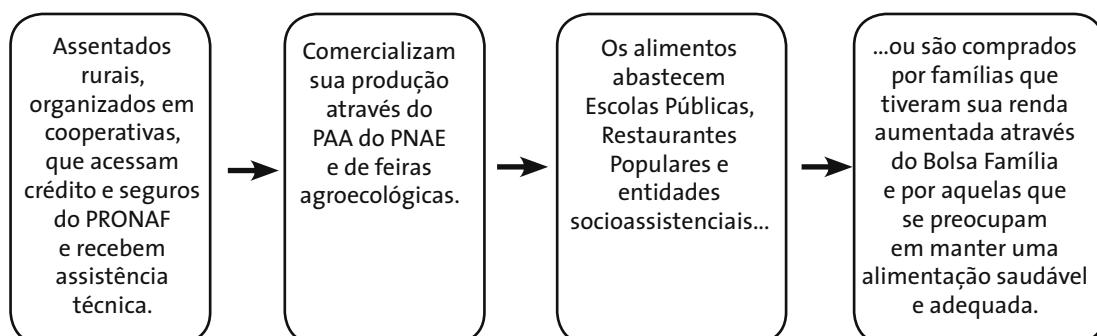 Assentados
rurais,
organizados em
cooperativas,
que acessam
crédito e seguros
do PRONAF
e recebem
assistência
técnica.
Comercializam
sua produção
através do
PAA do PNAE
e de feiras
agroecológicas.
Os alimentos
abastecem
Escolas Públicas,
Restaurantes
Populares e
entidades
socioassistenciais...
...ou são comprados
por famílias que
tiveram sua renda
aumentada através
do Bolsa Família
e por aquelas que
se preocupam
em manter uma
alimentação saudável
e adequada.